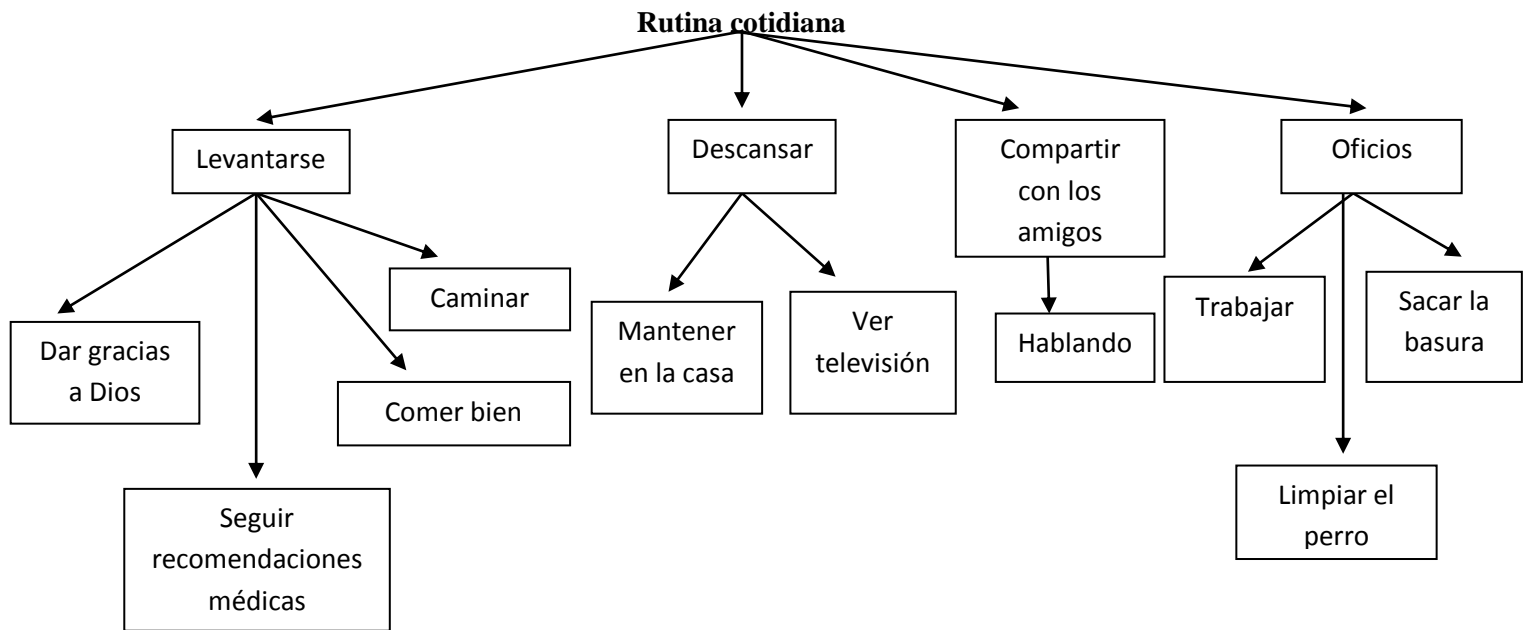 Rutina cotidiana
Levantarse
Descansar
Compartir
con los
amigos
Oficios
Dar gracias
a Dios
Seguir
recomendaciones
médicas
Comer bien
Caminar
Mantener
en la casa
Ver
televisión
Hablando
Trabajar
Limpiar el
perro
Sacar la
basura